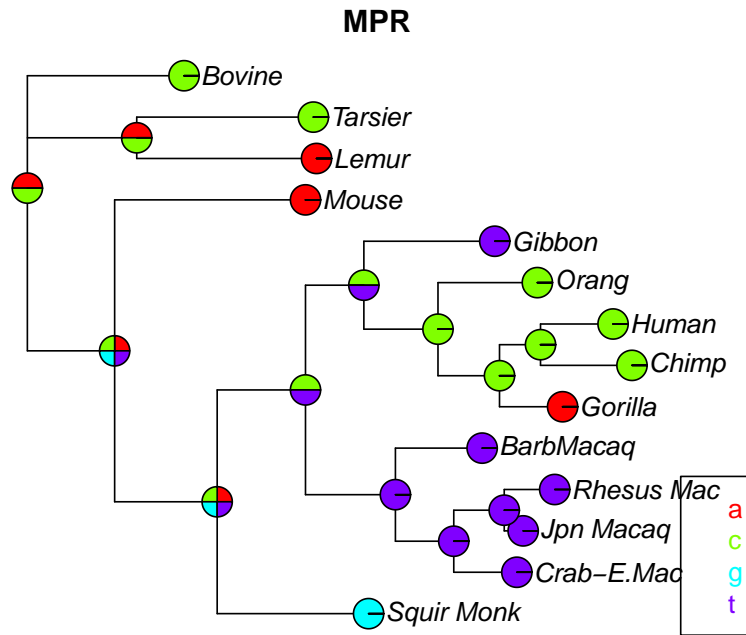 MPR
Bovine
Tarsier
Lemur
Mouse
Gibbon
Orang
Human
Chimp
Gorilla
BarbMacaq
Rhesus Mac
Jpn Macaq
Crab−E.Mac
Squir Monk
a
c
g
t